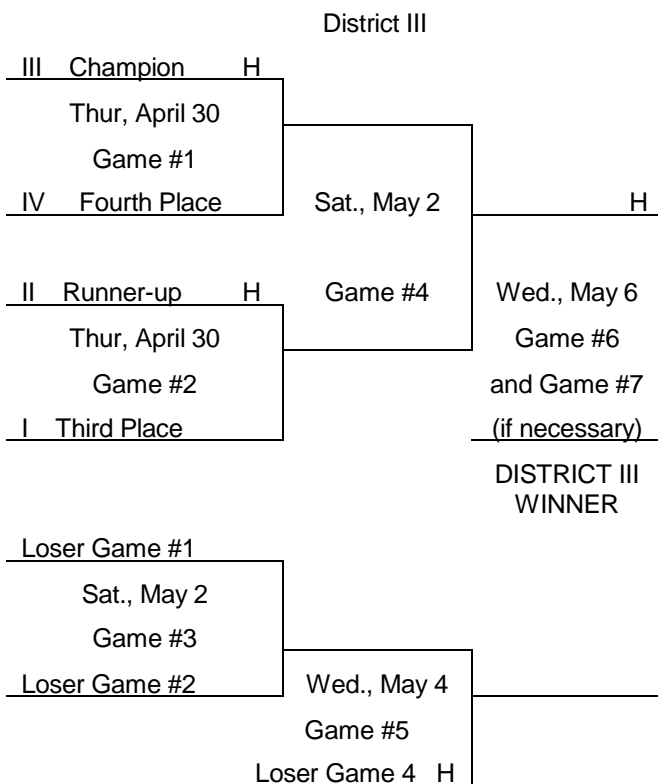 District III
III Champion H
Thur, April 30
Game #1
IV Fourth Place
Sat., May 2
H
II Runner-up H
Game #4
Wed., May 6
Thur, April 30
Game #6
Game #2
and Game #7
I Third Place
(if necessary)
DISTRICT III
WINNER
Loser Game #1
Sat., May 2
Game #3
Loser Game #2
Wed., May 4
Game #5
Loser Game 4 H